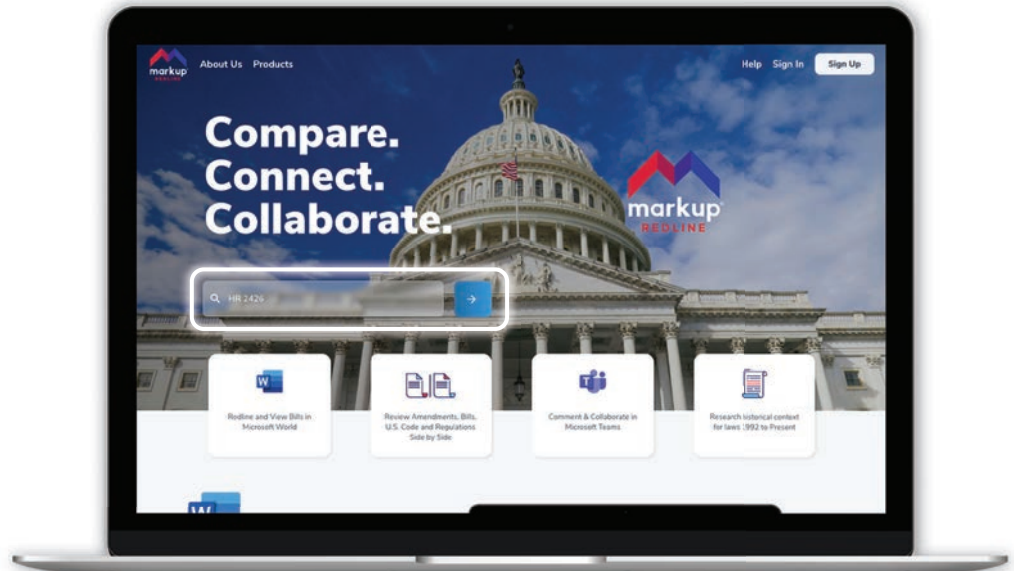 markup
REDLINE
About Us Products
Help Sign In Sign Up
Compare.
Connect.
Collaborate.
markup
REDLINE
HR 2426
Redline and View Bills in
Microsoft World
Review Amendments, Bills,
U.S. Code and Regulations
Side by Side
Comment & Collaborate in
Microsoft Teams
Research historical context
for laws 1992 to Present